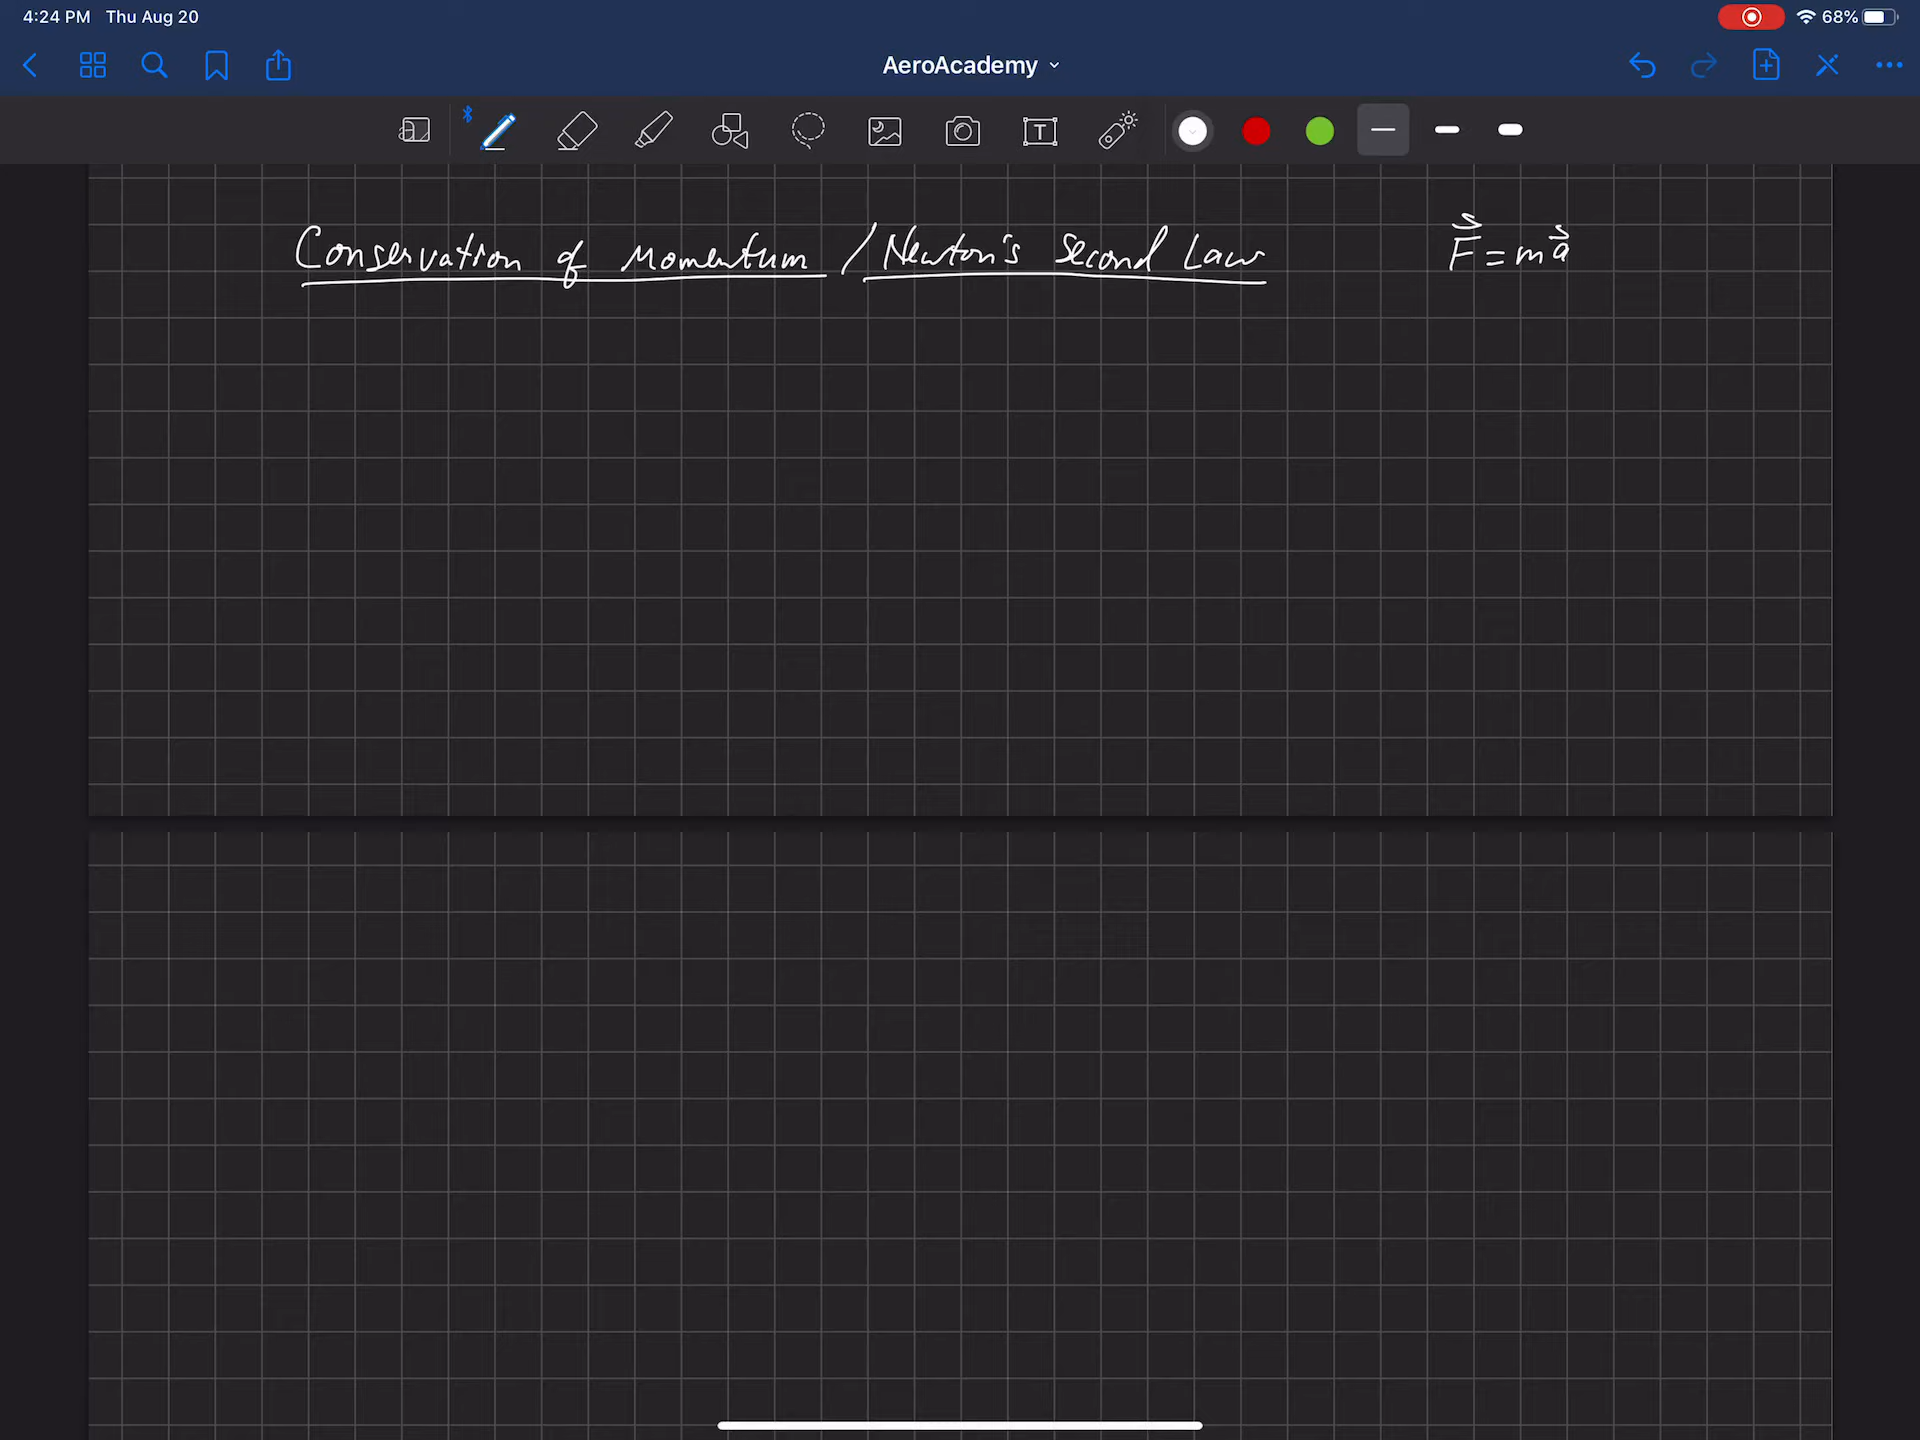 4:24 PM Thu Aug 20
68%
AeroAcademy
T
Conservation of Momentum / Newton's Second Law
F⃗ = ma⃗